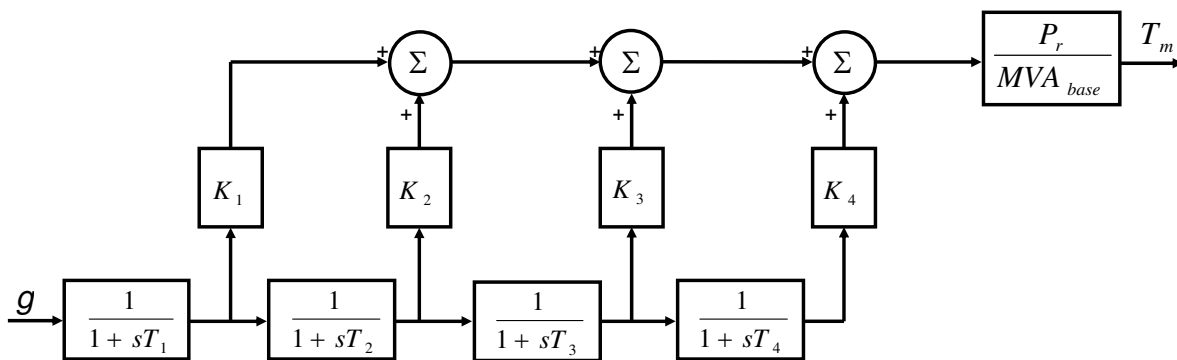 + Σ + Σ + Σ P_r / MVA_base T_m
+ + +
K_1 K_2 K_3 K_4
g 1 / 1 + sT_1 1 / 1 + sT_2 1 / 1 + sT_3 1 / 1 + sT_4